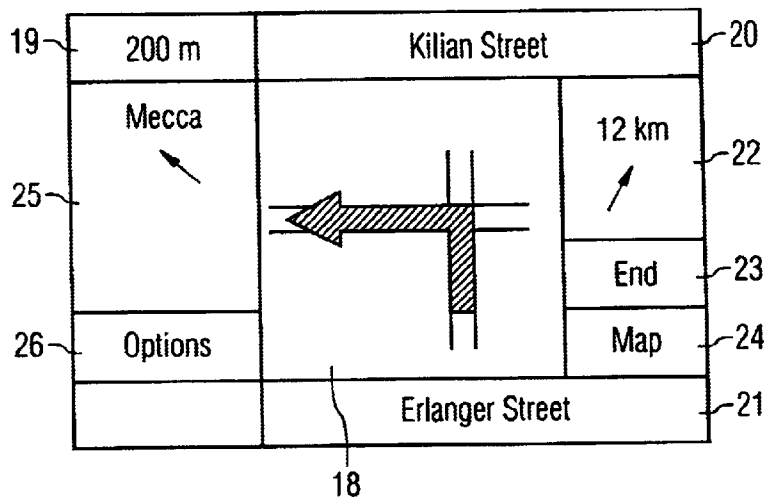 19
200 m
Kilian Street
20
Mecca
12 km
22
25
End
23
26
Options
Map
24
Erlanger Street
21
18